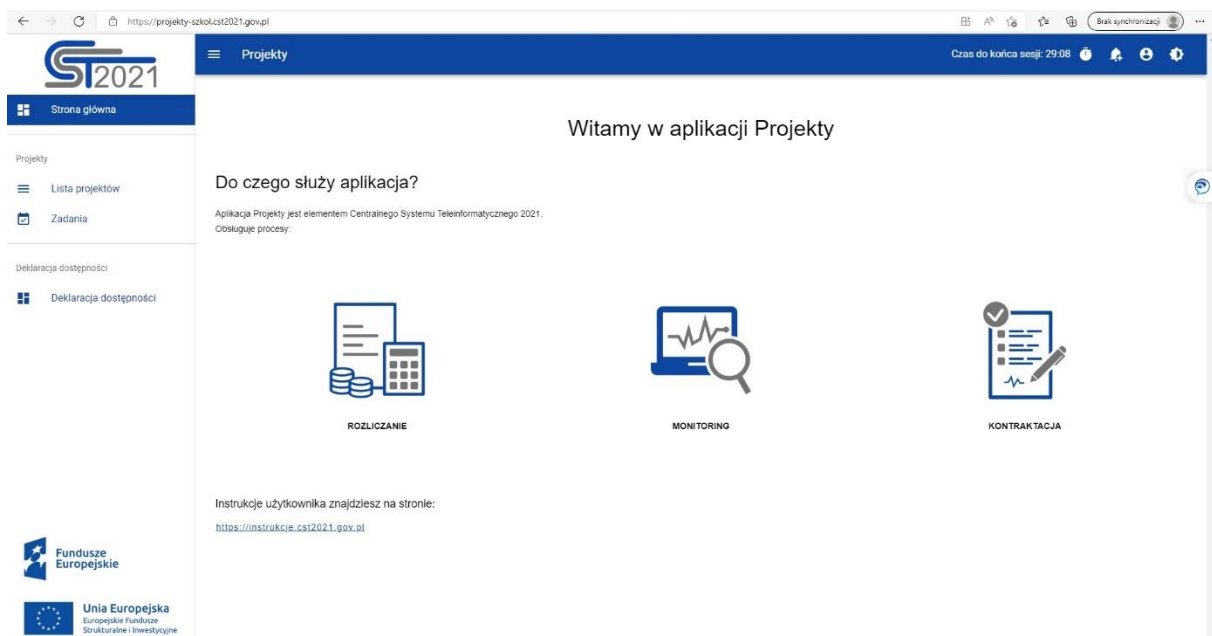 https://projekty-szkol.cst2021.gov.pl
Brak synchronizacji
ST2021
Projekty
Czas do końca sesji: 29:08
Strona główna
Projekty
Lista projektów
Zadania
Deklaracja dostępności
Deklaracja dostępności
Witamy w aplikacji Projekty
Do czego służy aplikacja?
Aplikacja Projekty jest elementem Centralnego Systemu Teleinformatycznego 2021.
Obsługuje procesy:
ROZLICZANIE
MONITORING
KONTRAKTACJA
Instrukcje użytkownika znajdziesz na stronie:
https://instrukcje.cst2021.gov.pl
Fundusze
Europejskie
Unia Europejska
Europejskie Fundusze
Strukturalne i Inwestycyjne